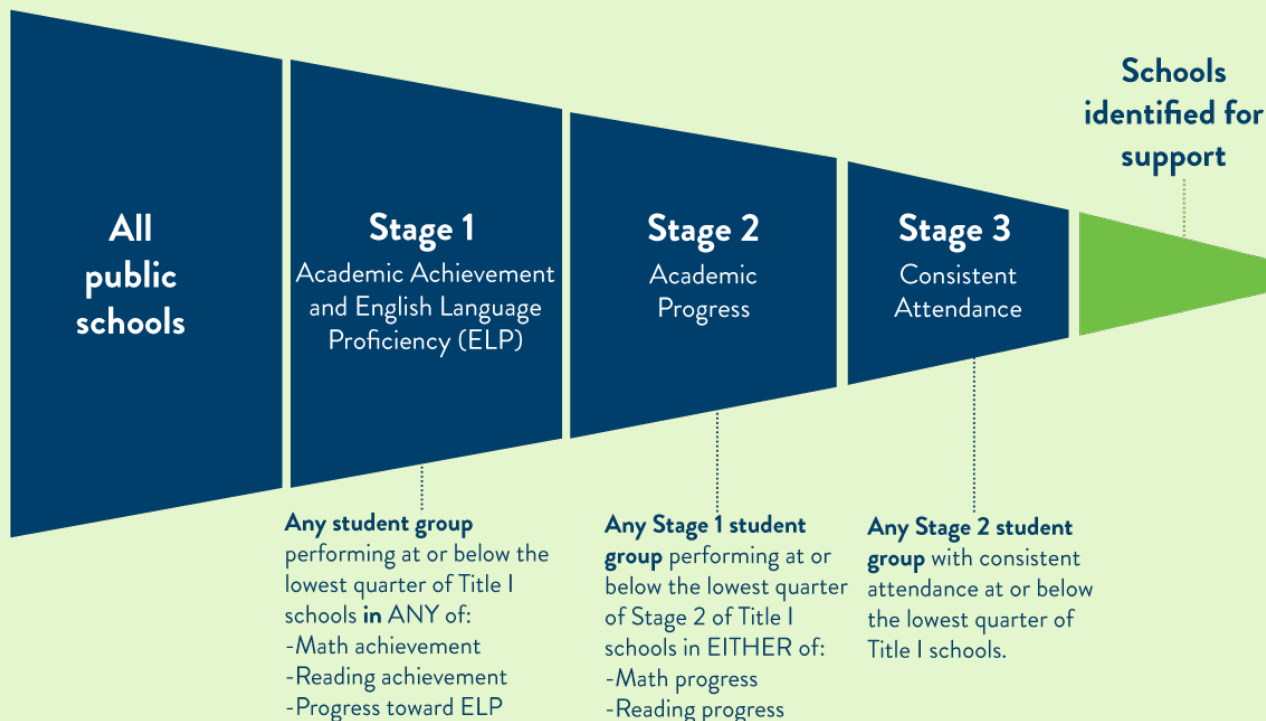 All
public
schools
Stage 1
Academic Achievement
and English Language
Proficiency (ELP)
Stage 2
Academic
Progress
Stage 3
Consistent
Attendance
Schools
identified for
support
Any student group
performing at or below the
lowest quarter of Title I
schools in ANY of:
-Math achievement
-Reading achievement
-Progress toward ELP
Any Stage 1 student
group performing at or
below the lowest quarter
of Stage 2 of Title I
schools in EITHER of:
-Math progress
-Reading progress
Any Stage 2 student
group with consistent
attendance at or below
the lowest quarter of
Title I schools.